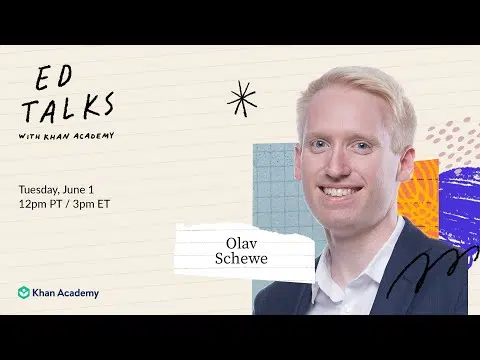 ED
TALKS
WITH KHAN ACADEMY
Tuesday, June 1
12pm PT / 3pm ET
Olav
Schewe
Khan Academy